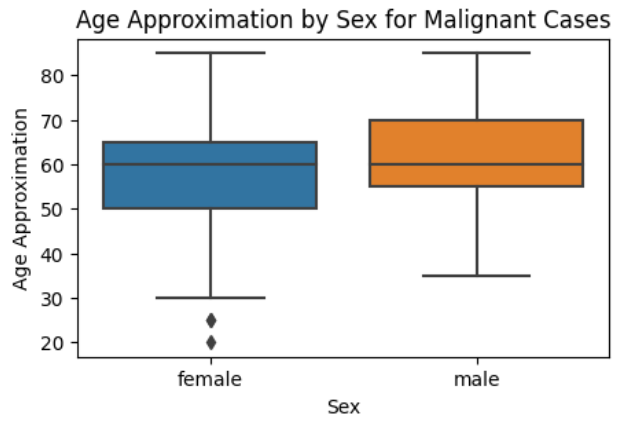 Age Approximation by Sex for Malignant Cases
Age Approximation
80
70
60
50
40
30
20
female male
Sex